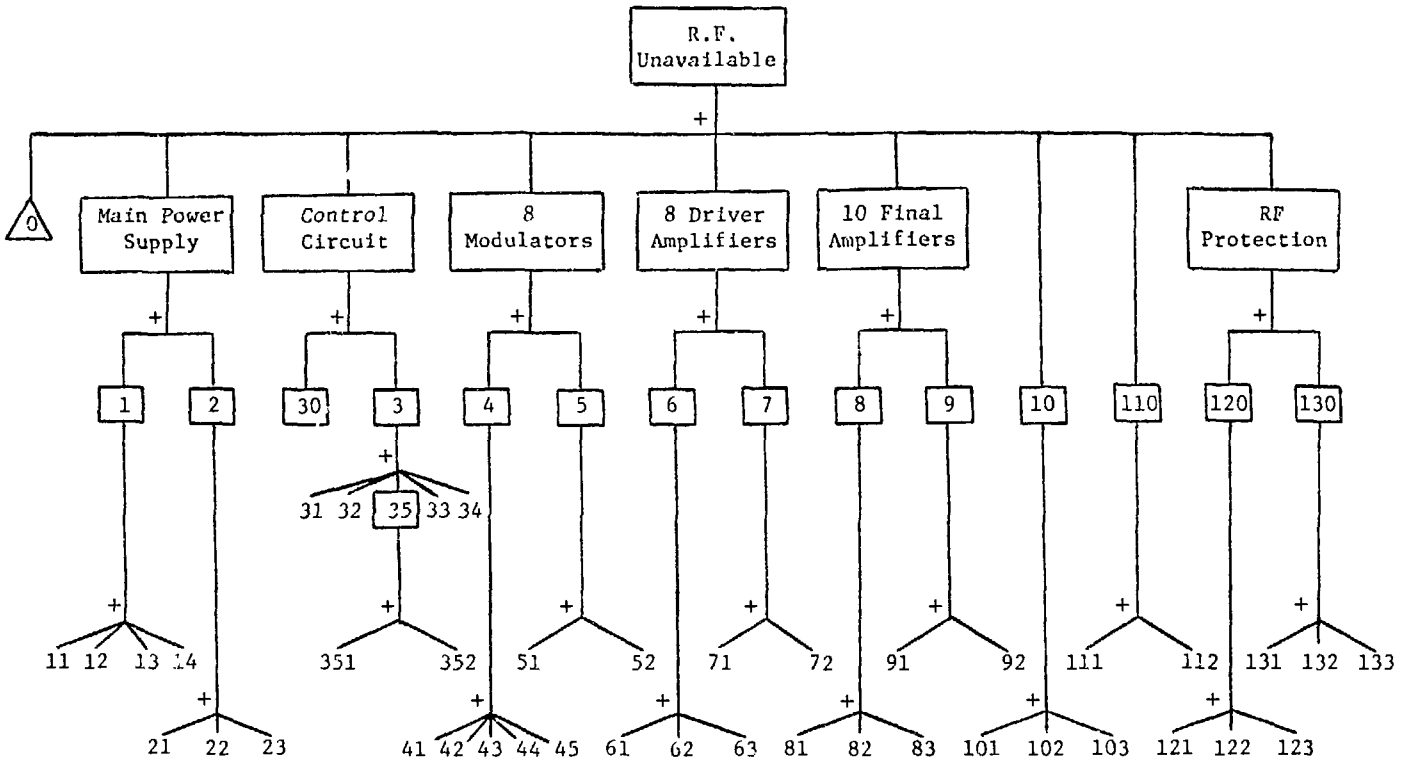 R.F.
Unavailable
+
0
Main Power
Supply
Control
Circuit
8
Modulators
8 Driver
Amplifiers
10 Final
Amplifiers
RF
Protection
+ + + + + +
1 2 30 3 4 5 6 7 8 9 10 110 120 130
+
31 32 35 33 34
+ + + + + + +
11 12 13 14 351 352 51 52 71 72 91 92 111 112 131 132 133
+ + + + + +
21 22 23 41 42 43 44 45 61 62 63 81 82 83 101 102 103 121 122 123